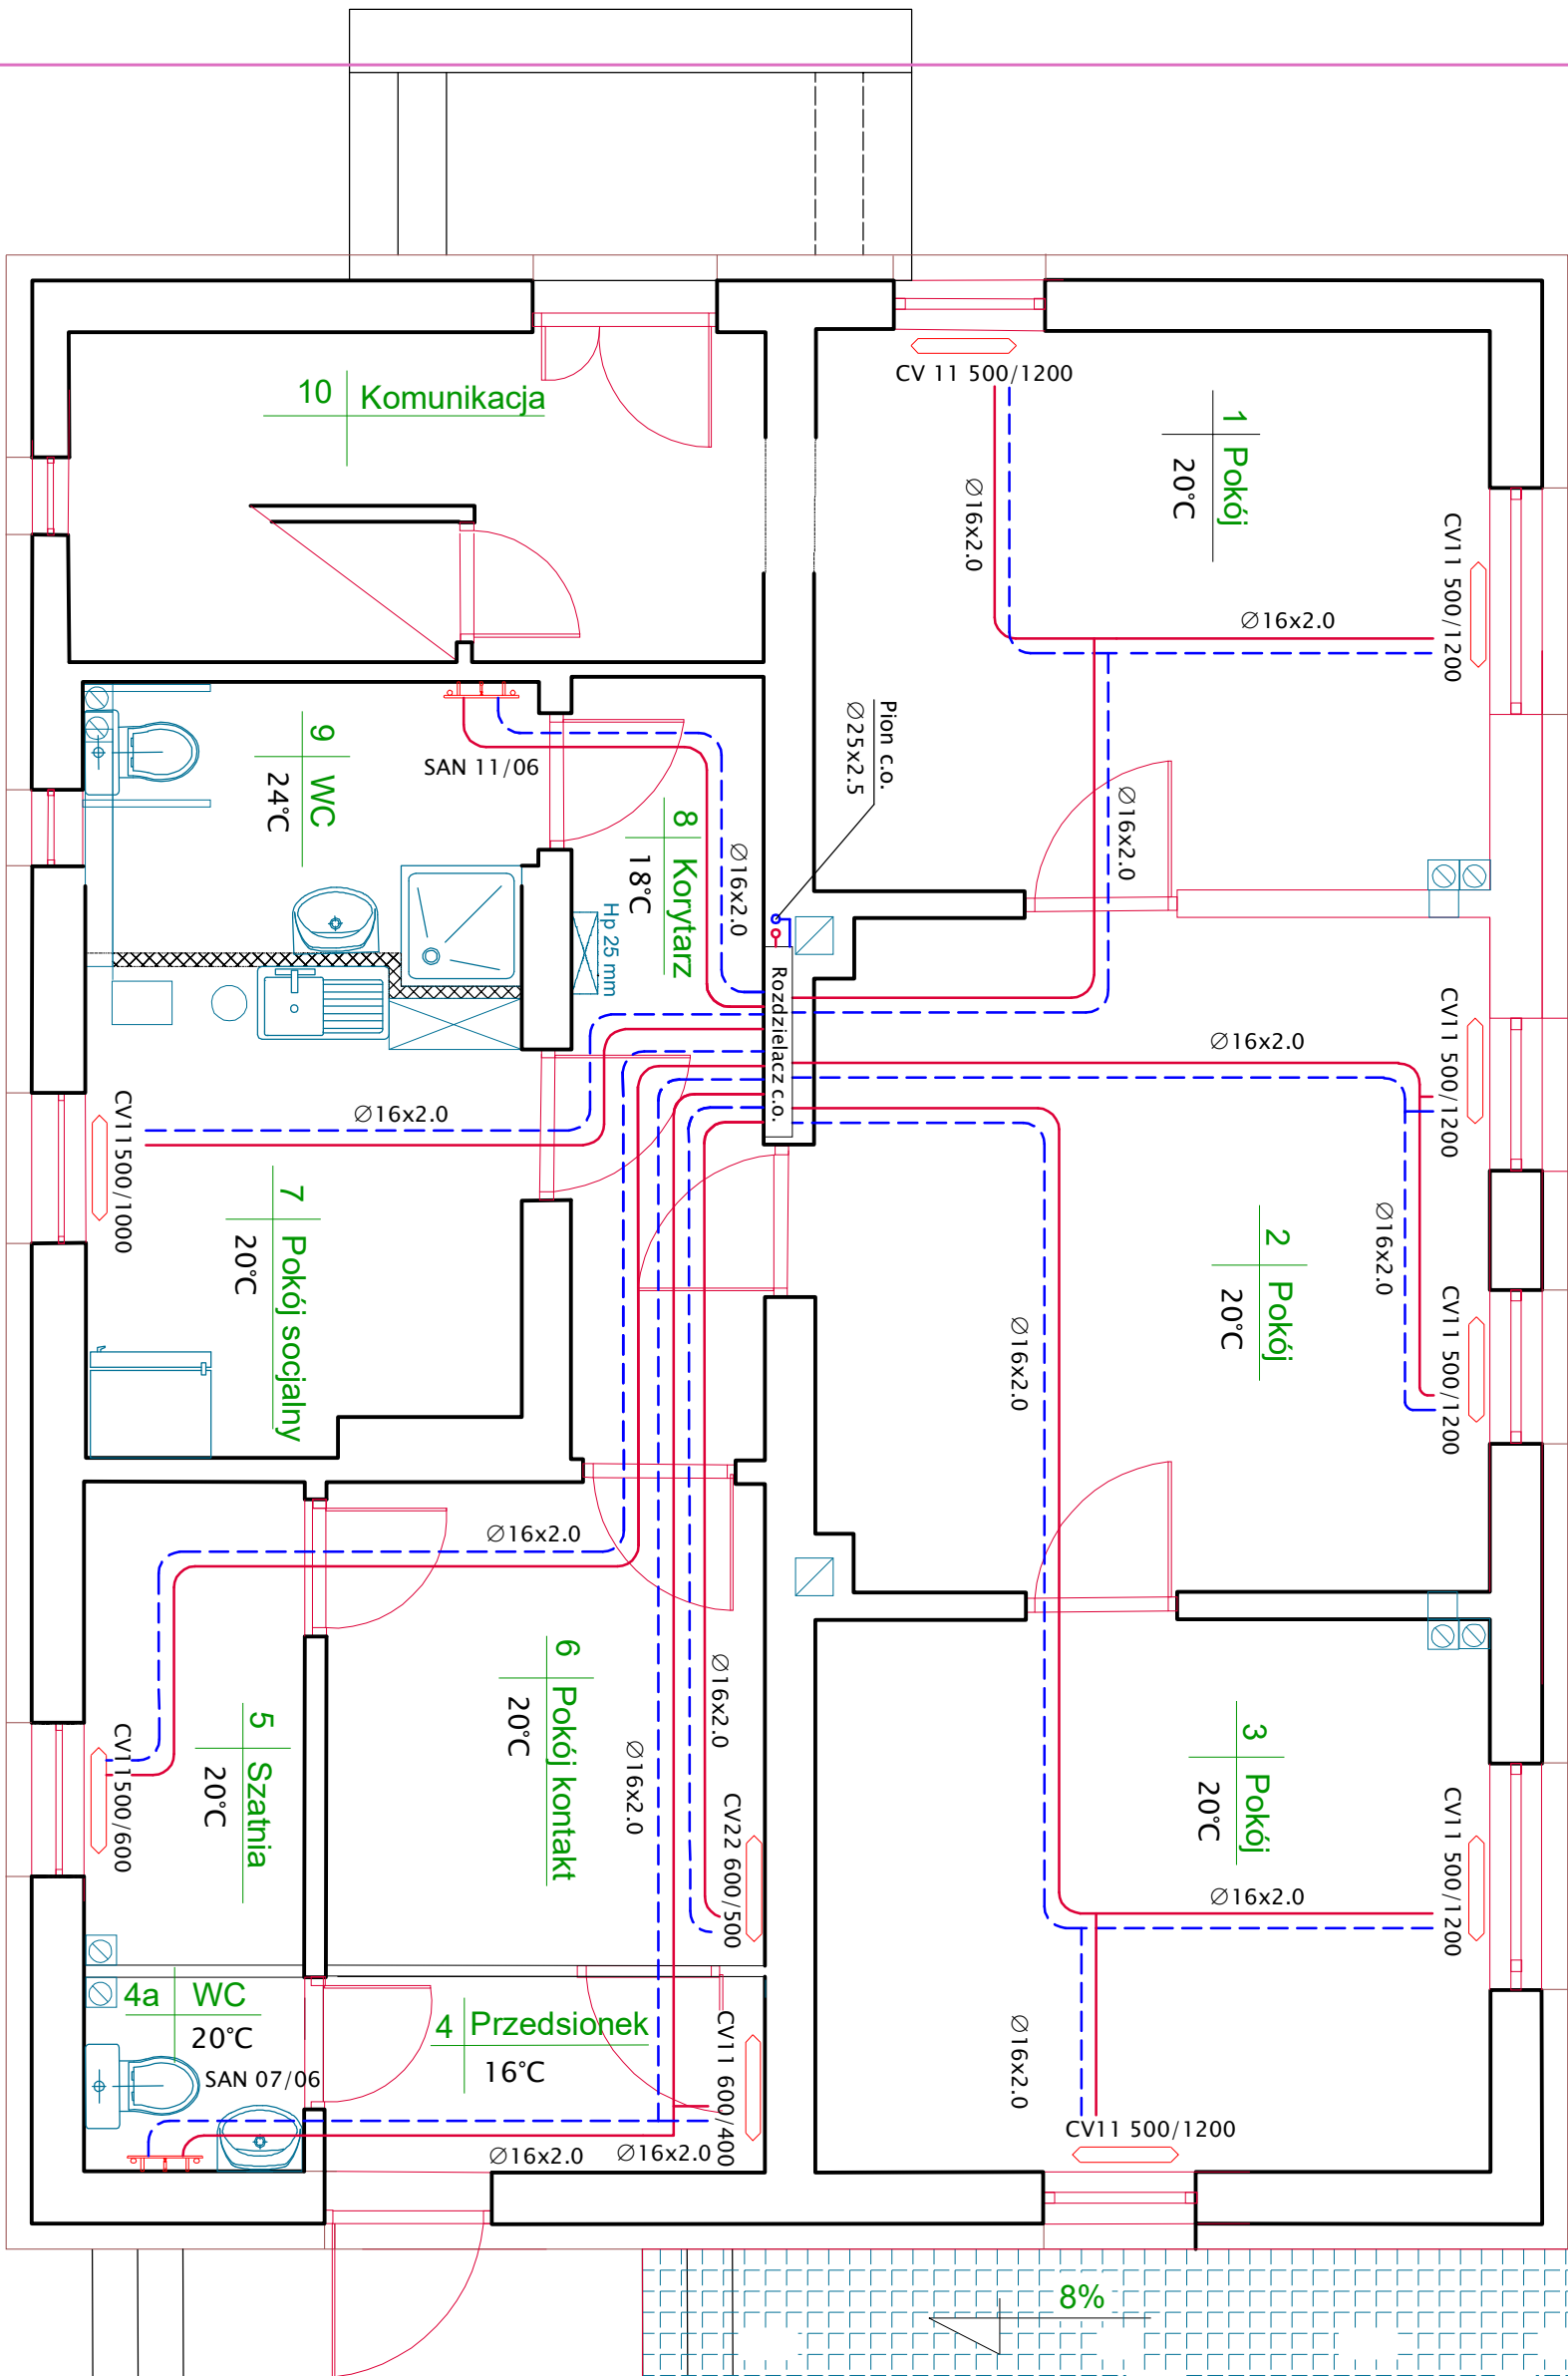 10 Komunikacja
CV 11 500/1200
1 Pokój
20°C
Ø16x2.0
CV11 500/1200
Ø16x2.0
Ø16x2.0
Pion c.o.
Ø25x2.5
9 WC
24°C
SAN 11/06
8 Korytarz
18°C
Ø16x2.0
Hp 25 mm
Rozdzielacz c.o.
Ø16x2.0
CV11 500/1200
Ø16x2.0
CV11500/1000
7 Pokój socjalny
20°C
2 Pokój
20°C
Ø16x2.0
CV11 500/1200
Ø16x2.0
Ø16x2.0
6 Pokój kontakt
20°C
Ø16x2.0
Ø16x2.0
CV22 600/500
5 Szatnia
20°C
CV11500/600
3 Pokój
20°C
CV11 500/1200
Ø16x2.0
Ø16x2.0
CV11 500/1200
4a WC
20°C
SAN 07/06
4 Przedsionek
16°C
CV11 600/400
Ø16x2.0
Ø16x2.0
8%